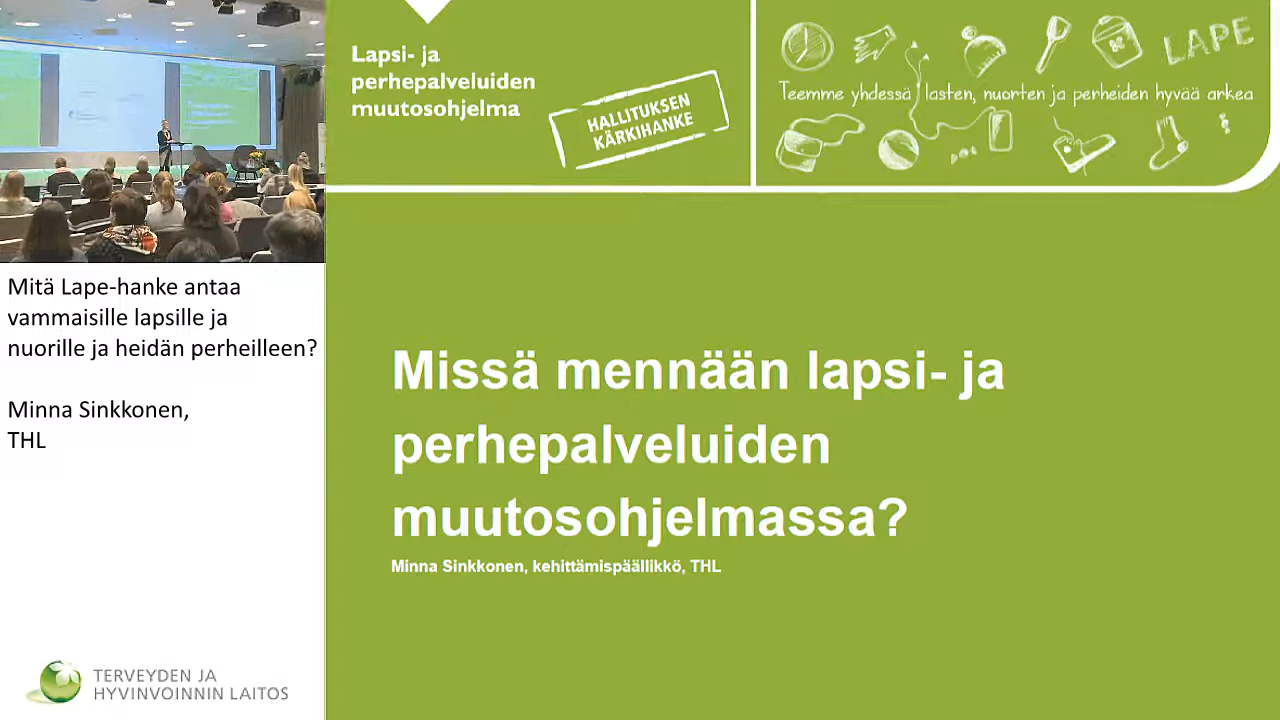 Lapsi- ja
perhepalveluiden
muutosohjelma
HALLITUKSEN
KÄRKIHANKE
LAPE
Teemme yhdessä lasten, nuorten ja perheiden hyvää arkea
Mitä Lape-hanke antaa
vammaisille lapsille ja
nuorille ja heidän perheilleen?
Minna Sinkkonen,
THL
Missä mennään lapsi- ja
perhepalveluiden
muutosohjelmassa?
Minna Sinkkonen, kehittämispäällikkö, THL
TERVEYDEN JA
HYVINVOINNIN LAITOS